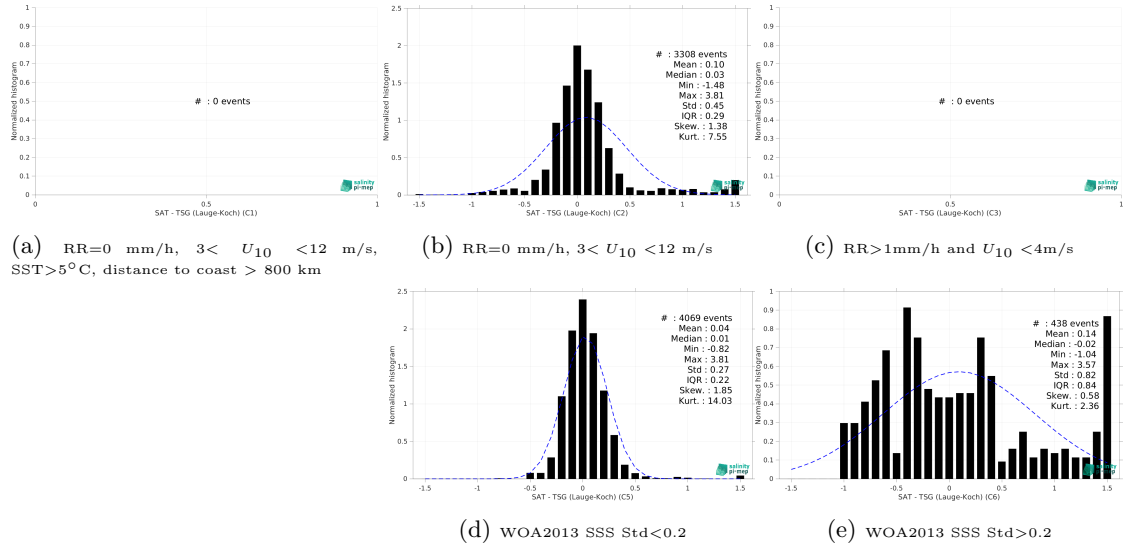 1
0.9
0.8
0.7
0.6
0.5
0.4
0.3
0.2
0.1
0
Normalized histogram
# : 0 events
salinity
pi-mep
0 0.5 1
SAT - TSG (Lauge-Koch) (C1)
(a) RR=0 mm/h, 3< U10 <12 m/s,
SST>5°C, distance to coast > 800 km
2.5
2
1.5
1
0.5
0
Normalized histogram
# : 3308 events
Mean : 0.10
Median : 0.03
Min : -1.48
Max : 3.81
Std : 0.45
IQR : 0.29
Skew. : 1.38
Kurt. : 7.55
salinity
pi-mep
-1.5 -1 -0.5 0 0.5 1 1.5
SAT - TSG (Lauge-Koch) (C2)
(b) RR=0 mm/h, 3< U10 <12 m/s
1
0.9
0.8
0.7
0.6
0.5
0.4
0.3
0.2
0.1
0
Normalized histogram
# : 0 events
salinity
pi-mep
0 0.5 1
SAT - TSG (Lauge-Koch) (C3)
(c) RR>1mm/h and U10 <4m/s
2.5
2
1.5
1
0.5
0
Normalized histogram
# : 4069 events
Mean : 0.04
Median : 0.01
Min : -0.82
Max : 3.81
Std : 0.27
IQR : 0.22
Skew. : 1.85
Kurt. : 14.03
salinity
pi-mep
-1.5 -1 -0.5 0 0.5 1 1.5
SAT - TSG (Lauge-Koch) (C5)
(d) WOA2013 SSS Std<0.2
1
0.9
0.8
0.7
0.6
0.5
0.4
0.3
0.2
0.1
0
Normalized histogram
# : 438 events
Mean : 0.14
Median : -0.02
Min : -1.04
Max : 3.57
Std : 0.82
IQR : 0.84
Skew. : 0.58
Kurt. : 2.36
salinity
pi-mep
-1.5 -1 -0.5 0 0.5 1 1.5
SAT - TSG (Lauge-Koch) (C6)
(e) WOA2013 SSS Std>0.2